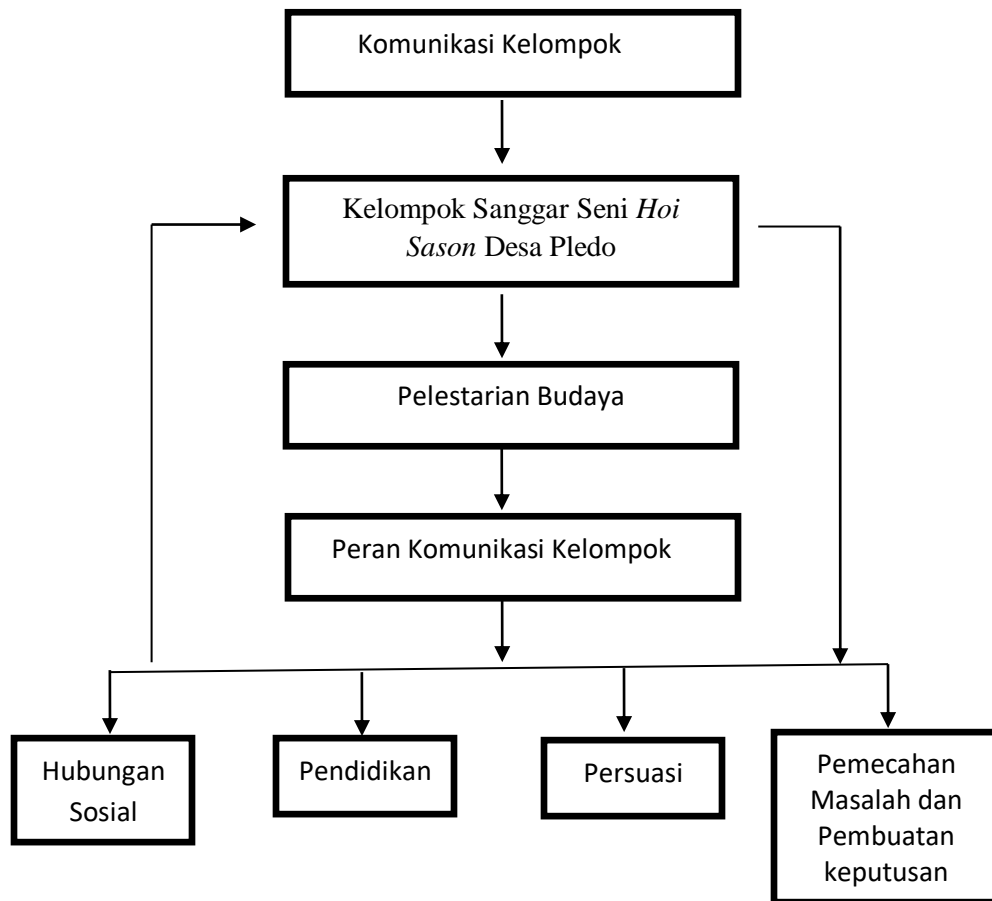 Komunikasi Kelompok
Kelompok Sanggar Seni Hoi
Sason Desa Pledo
Pelestarian Budaya
Peran Komunikasi Kelompok
Hubungan
Sosial
Pendidikan
Persuasi
Pemecahan
Masalah dan
Pembuatan
keputusan